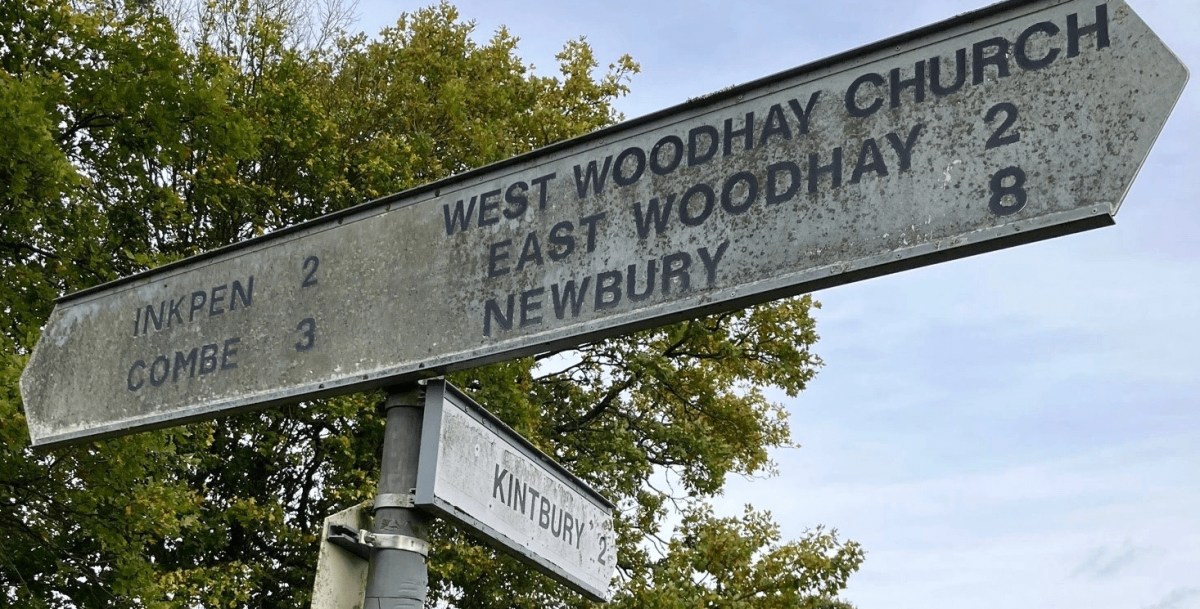 INKPEN 2
COMBE 3
WEST WOODHAY CHURCH
EAST WOODHAY 2
NEWBURY 8
KINTBURY 2